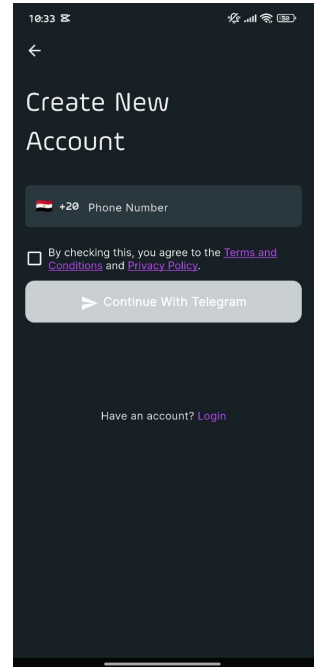 10:33
50
Create New
Account
+20 Phone Number
By checking this, you agree to the Terms and
Conditions and Privacy Policy.
Continue With Telegram
Have an account? Login